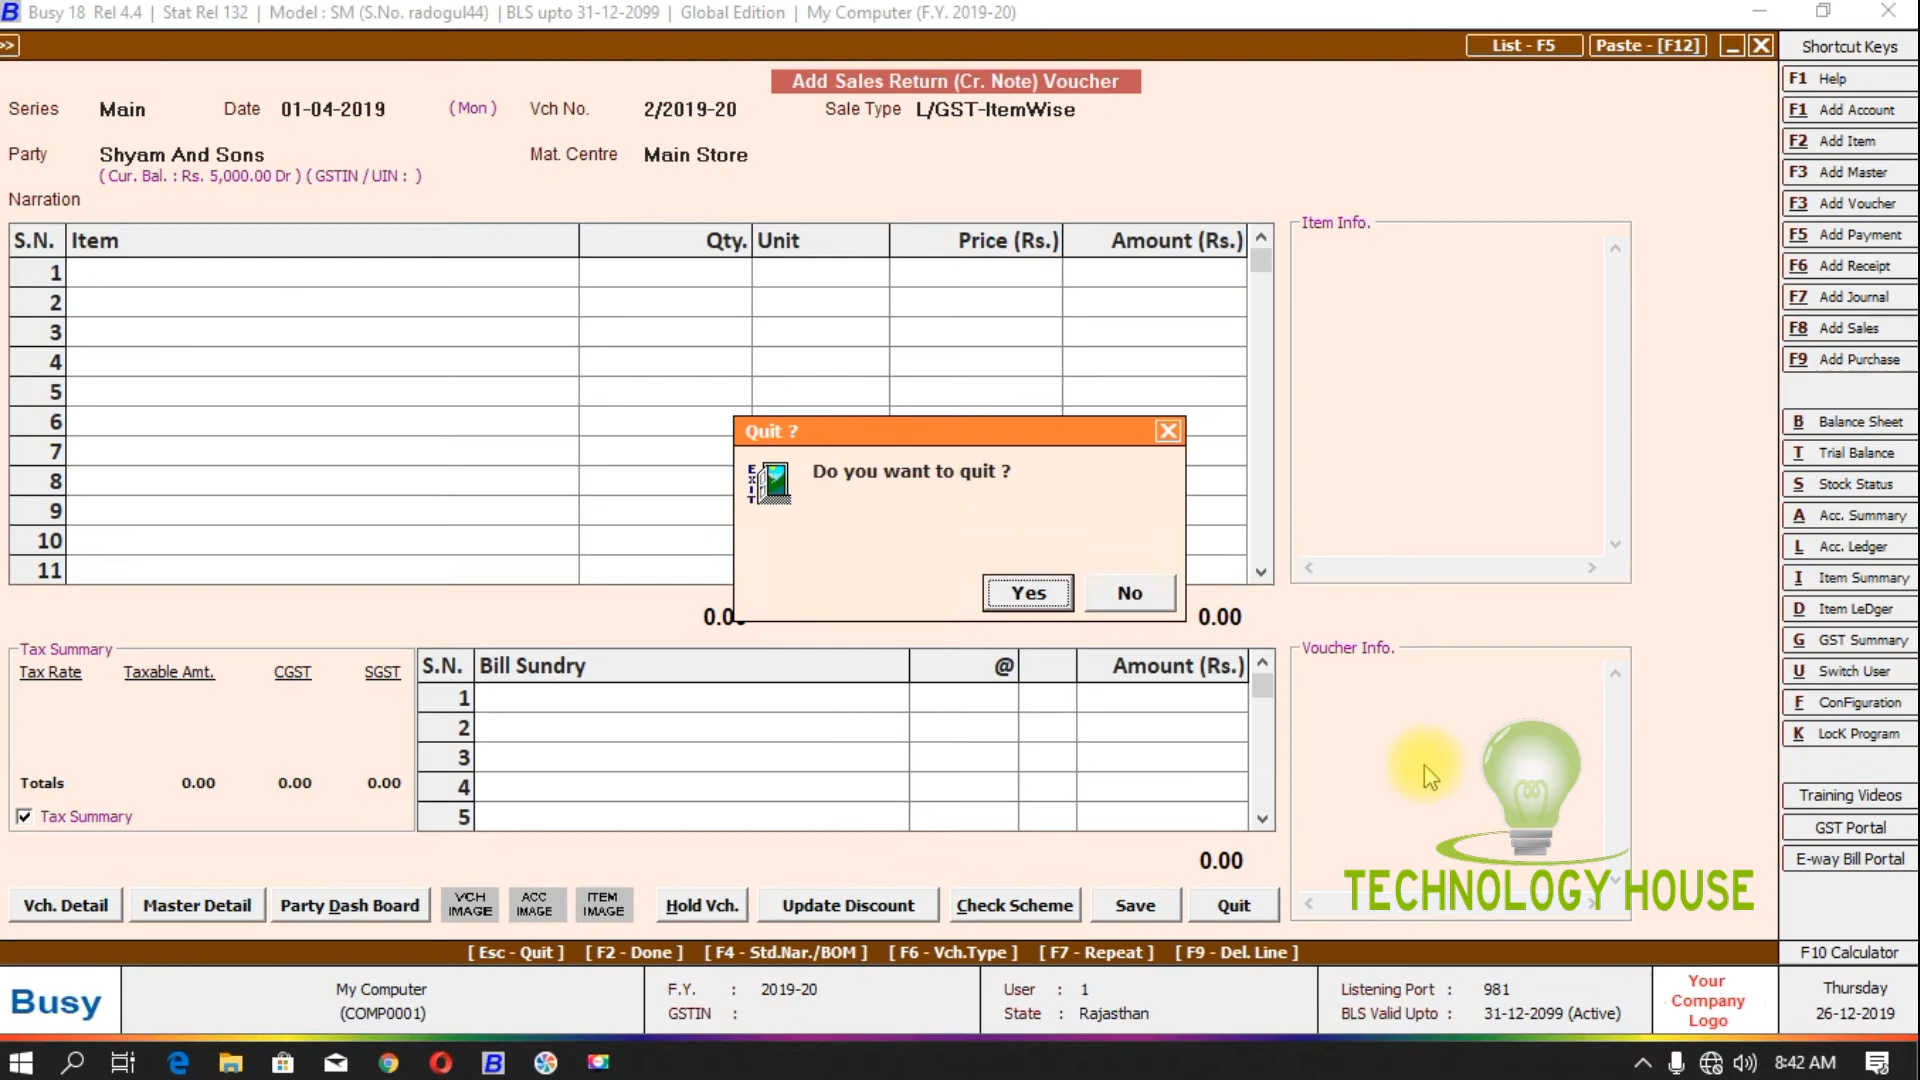 Busy 18 Rel 4.4 | Stat Rel 132 | Model : SM (S.No. radogul44) | BLS upto 31-12-2099 | Global Edition | My Computer (F.Y. 2019-20)
>> List - F5 Paste - [F12] Shortcut Keys
Add Sales Return (Cr. Note) Voucher
Series Main Date 01-04-2019 (Mon) Vch No. 2/2019-20 Sale Type L/GST-ItemWise
Party Shyam And Sons Mat. Centre Main Store
( Cur. Bal. : Rs. 5,000.00 Dr ) ( GSTIN / UIN : )
Narration
S.N. Item Qty. Unit Price (Rs.) Amount (Rs.)
1
2
3
4
5
6
7
8
9
10
11
Item Info.
Quit ?
E
X
I
T
Do you want to quit ?
Yes No
0.00 0.00
Tax Summary
Tax Rate Taxable Amt. CGST SGST
Totals 0.00 0.00 0.00
Tax Summary
S.N. Bill Sundry @ Amount (Rs.)
1
2
3
4
5
0.00
Voucher Info.
TECHNOLOGY HOUSE
Vch. Detail Master Detail Party Dash Board VCH IMAGE ACC IMAGE ITEM IMAGE Hold Vch. Update Discount Check Scheme Save Quit
[ Esc - Quit ] [ F2 - Done ] [ F4 - Std.Nar./BOM ] [ F6 - Vch.Type ] [ F7 - Repeat ] [ F9 - Del. Line ]
F1 Help
F1 Add Account
F2 Add Item
F3 Add Master
F3 Add Voucher
F5 Add Payment
F6 Add Receipt
F7 Add Journal
F8 Add Sales
F9 Add Purchase
B Balance Sheet
T Trial Balance
S Stock Status
A Acc. Summary
L Acc. Ledger
I Item Summary
D Item LeDger
G GST Summary
U Switch User
F ConFiguration
K LocK Program
Training Videos
GST Portal
E-way Bill Portal
F10 Calculator
Busy
My Computer
(COMP0001)
F.Y. : 2019-20
GSTIN :
User : 1
State : Rajasthan
Listening Port : 981
BLS Valid Upto : 31-12-2099 (Active)
Your
Company
Logo
Thursday
26-12-2019
8:42 AM